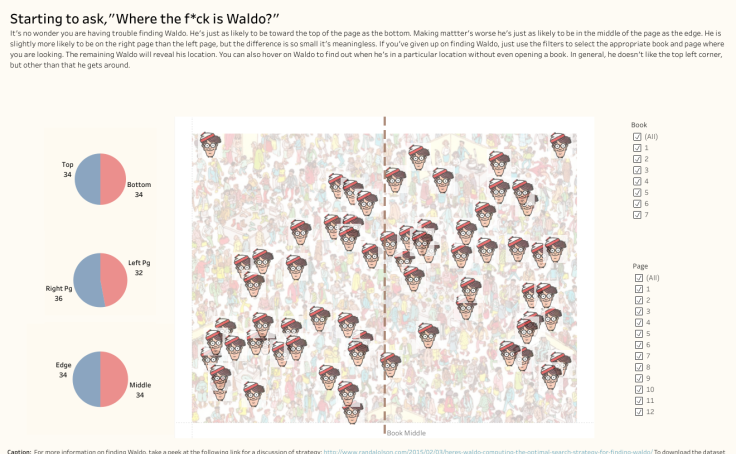 Starting to ask,"Where the f*ck is Waldo?"
It's no wonder you are having trouble finding Waldo. He's just as likely to be toward the top of the page as the bottom. Making mattter's worse he's just as likely to be in the middle of the page as the edge. He is
slightly more likely to be on the right page than the left page, but the difference is so small it's meaningless. If you've given up on finding Waldo, just use the filters to select the appropriate book and page where
you are looking. The remaining Waldo will reveal his location. You can also hover on Waldo to find out when he's in a particular location without even opening a book. In general, he doesn't like the top left corner,
but other than that he gets around.
Top
34
Bottom
34
Left Pg
32
Right Pg
36
Edge
34
Middle
34
Book Middle
Book
(All)
1
2
3
4
5
6
7
Page
(All)
1
2
3
4
5
6
7
8
9
10
11
12
Caption: For more information on finding Waldo, take a peek at the following link for a discussion of strategy: http://www.randalolson.com/2015/02/03/heres-waldo-computing-the-optimal-search-strategy-for-finding-waldo/ To download the dataset